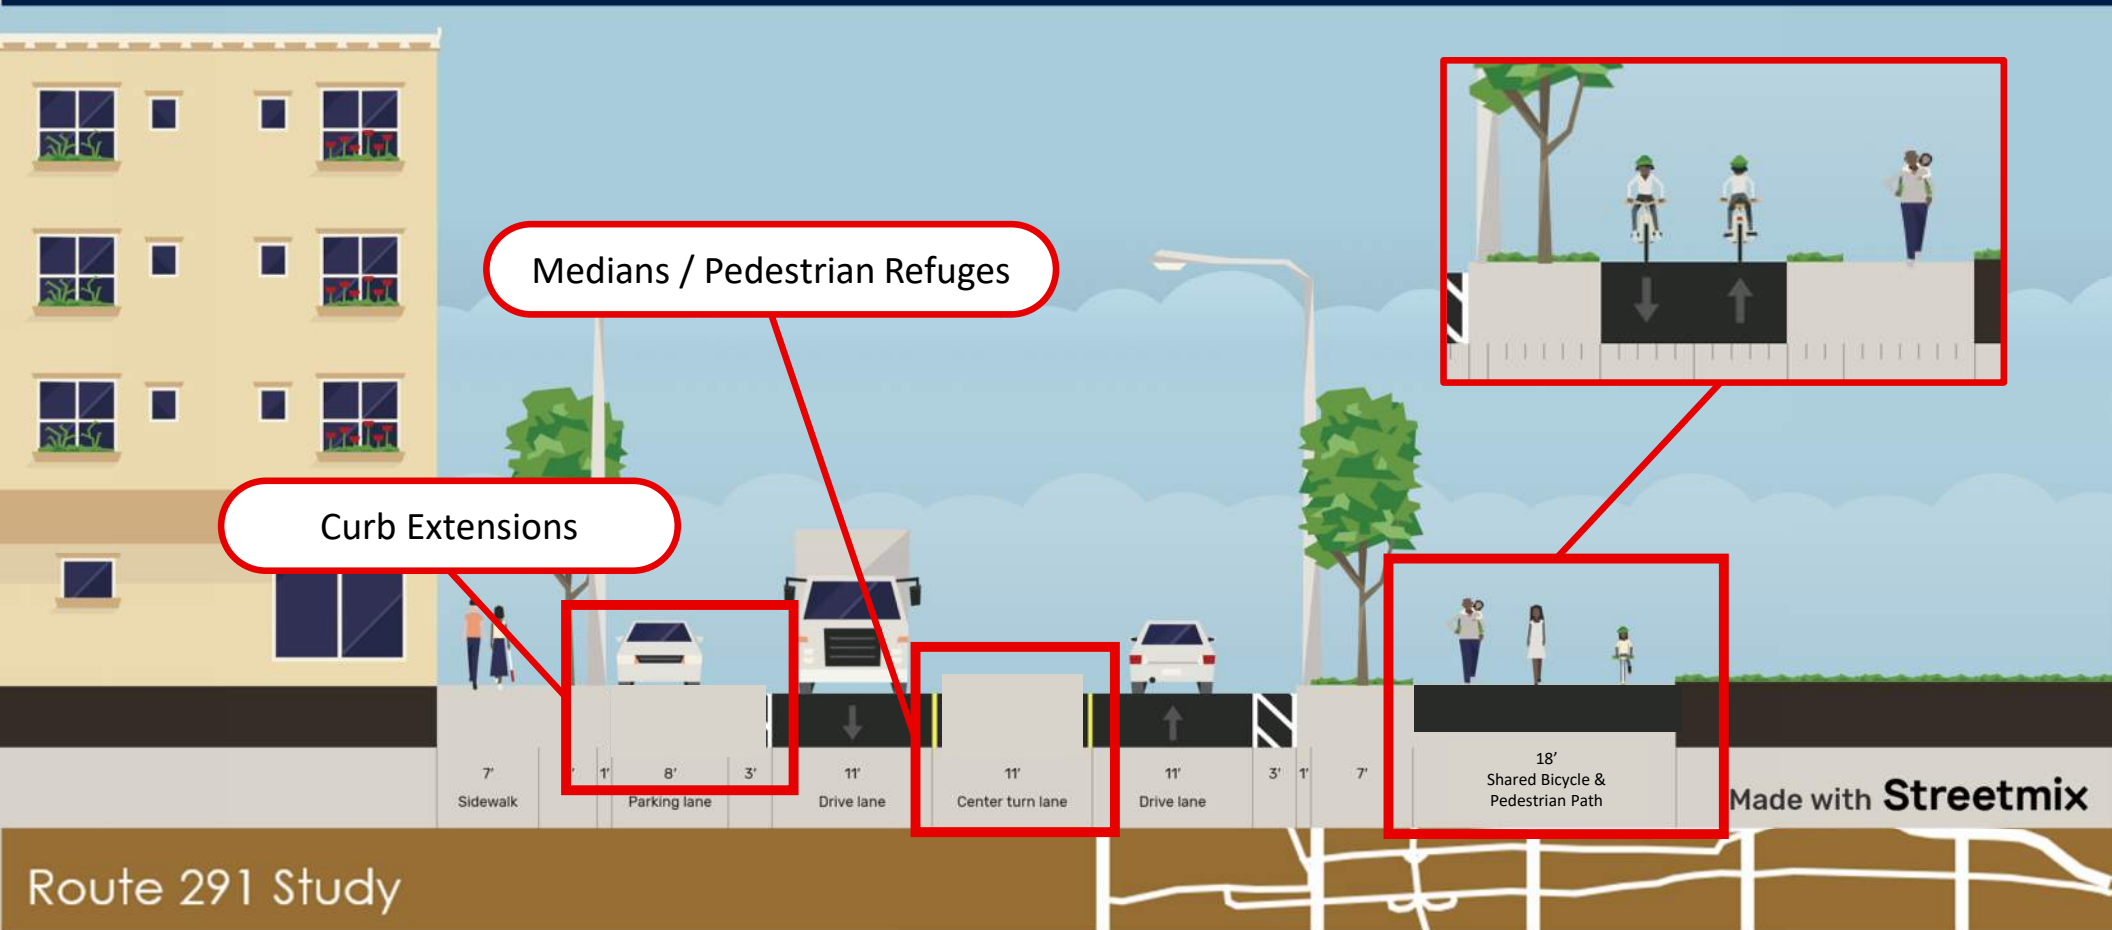 Medians / Pedestrian Refuges
Curb Extensions
7' 1' 8' 3' 11' 11' 11' 3' 1' 7' 18'
Sidewalk Parking lane Drive lane Center turn lane Drive lane Shared Bicycle &
Pedestrian Path
Made with Streetmix
Route 291 Study